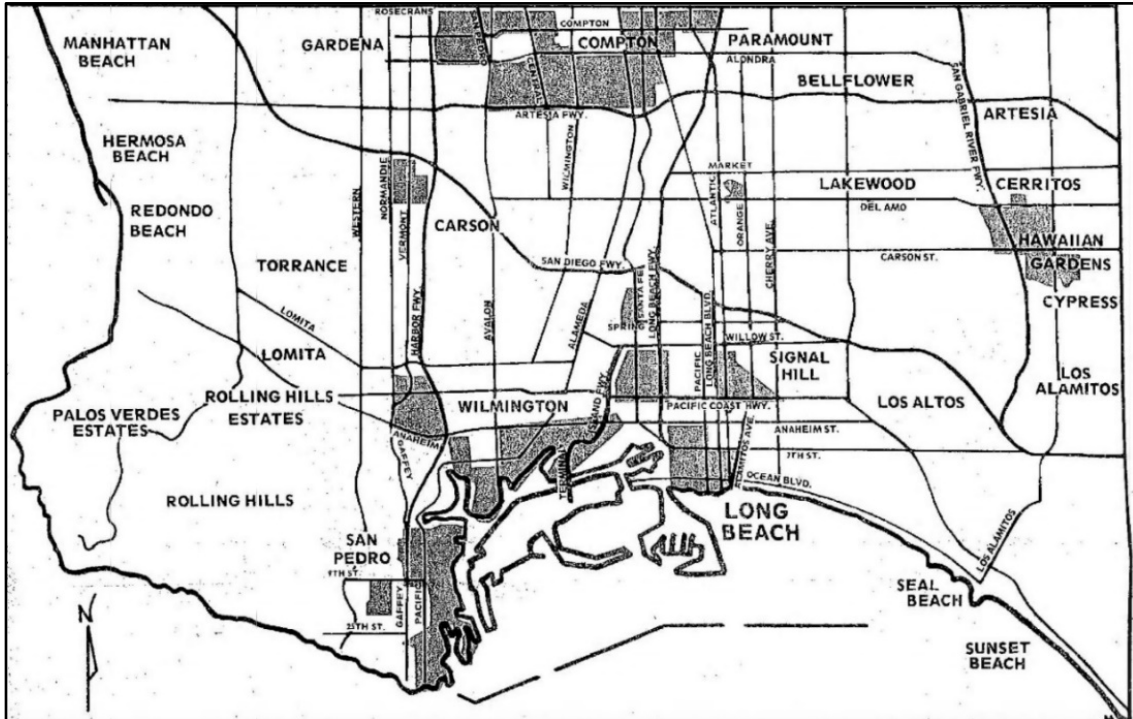 ROSECRANS
SAN PEDRO
COMPTON
MANHATTAN
BEACH
GARDENA
COMPTON
PARAMOUNT
ALONDRA
CENTRAL
SAN GABRIEL RIVER FWY.
BELLFLOWER
ARTESIA FWY.
ARTESIA
HERMOSA
BEACH
WILMINGTON
MARKET
NORMANDIE
LAKEWOOD
CERRITOS
DEL AMO
REDONDO
BEACH
WESTERN
VERMONT
CARSON
ATLANTIC
ORANGE
CHERRY AVE.
HAWAIIAN
GARDENS
CARSON ST.
TORRANCE
SAN DIEGO FWY.
SANTA FE
LONG BEACH FWY.
CYPRESS
LOMITA
HARBOR FWY.
AVALON
ALAMEDA
SPRING
LONG BEACH BLVD.
WILLOW ST.
LOMITA
PACIFIC
SIGNAL
HILL
LOS
ALAMITOS
ROLLING HILLS
ESTATES
WILMINGTON
PACIFIC COAST HWY.
LOS ALTOS
PALOS VERDES
ESTATES
ANAHEIM
TERMINAL ISLAND FWY.
ANAHEIM ST.
GAFFEY
7TH ST.
OCEAN BLVD.
ROLLING HILLS
LONG
BEACH
SAN
PEDRO
LOS ALAMITOS
9TH ST.
SEAL
BEACH
GAFFEY
PACIFIC
25TH ST.
N
SUNSET
BEACH